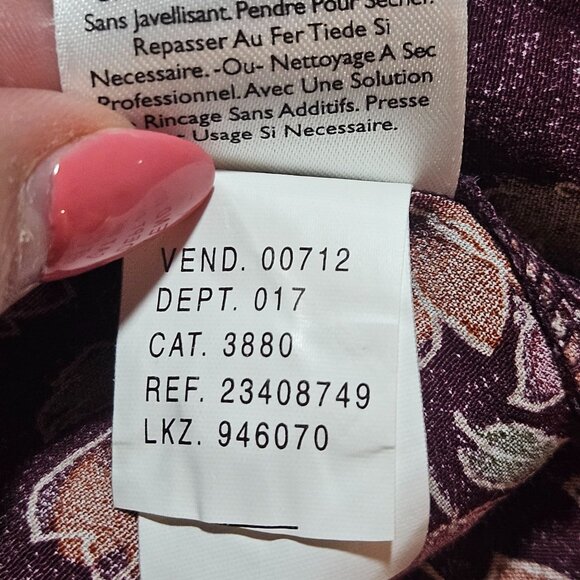 Sans Javellisant. Pendre Pour Sécher.
Repasser Au Fer Tiede Si
Necessaire. -Ou- Nettoyage A Sec
Professionnel. Avec Une Solution
Rincage Sans Additifs. Presse
Usage Si Necessaire.
VEND. 00712
DEPT. 017
CAT. 3880
REF. 23408749
LKZ. 946070